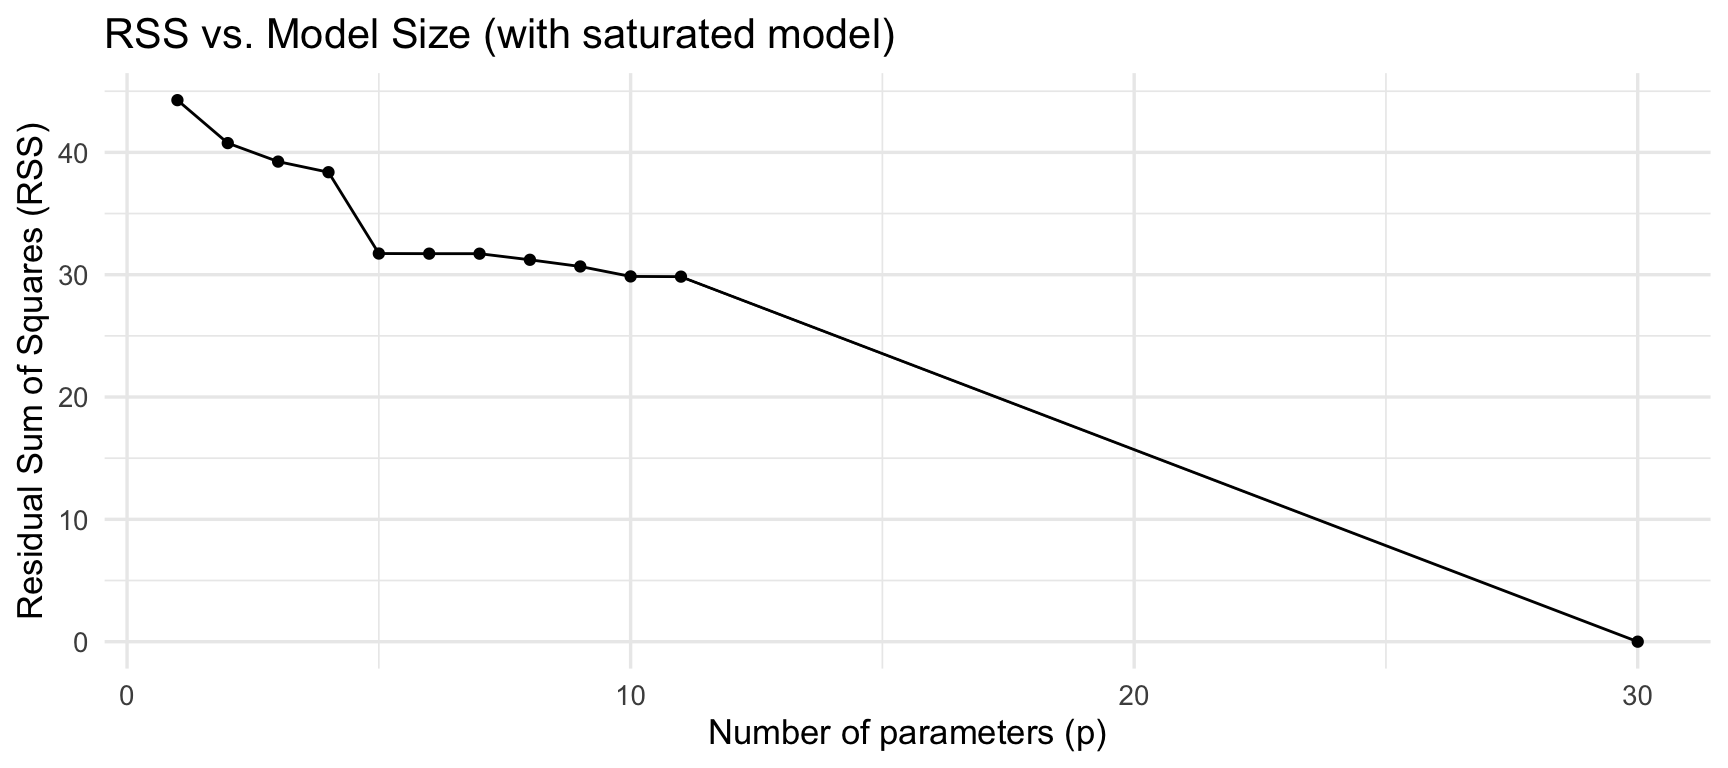 RSS vs. Model Size (with saturated model)
Residual Sum of Squares (RSS)
40
30
20
10
0
0 10 20 30
Number of parameters (p)